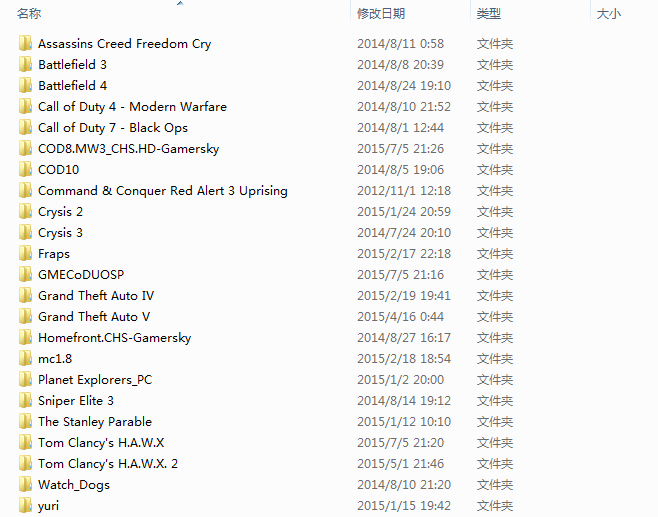 名称 修改日期 类型 大小
Assassins Creed Freedom Cry 2014/8/11 0:58 文件夹
Battlefield 3 2014/8/8 20:39 文件夹
Battlefield 4 2014/8/24 19:10 文件夹
Call of Duty 4 - Modern Warfare 2014/8/10 21:52 文件夹
Call of Duty 7 - Black Ops 2014/8/1 12:44 文件夹
COD8.MW3_CHS.HD-Gamersky 2015/7/5 21:26 文件夹
COD10 2014/8/5 19:06 文件夹
Command & Conquer Red Alert 3 Uprising 2012/11/1 12:18 文件夹
Crysis 2 2015/1/24 20:59 文件夹
Crysis 3 2014/7/24 20:10 文件夹
Fraps 2015/2/17 22:18 文件夹
GMECoDUOSP 2015/7/5 21:16 文件夹
Grand Theft Auto IV 2015/2/19 19:41 文件夹
Grand Theft Auto V 2015/4/16 0:44 文件夹
Homefront.CHS-Gamersky 2014/8/27 16:17 文件夹
mc1.8 2015/2/18 18:54 文件夹
Planet Explorers_PC 2015/1/2 20:00 文件夹
Sniper Elite 3 2014/8/14 19:12 文件夹
The Stanley Parable 2015/1/12 10:10 文件夹
Tom Clancy's H.A.W.X 2015/7/5 21:20 文件夹
Tom Clancy's H.A.W.X. 2 2015/5/1 21:46 文件夹
Watch_Dogs 2014/8/10 21:20 文件夹
yuri 2015/1/15 19:42 文件夹